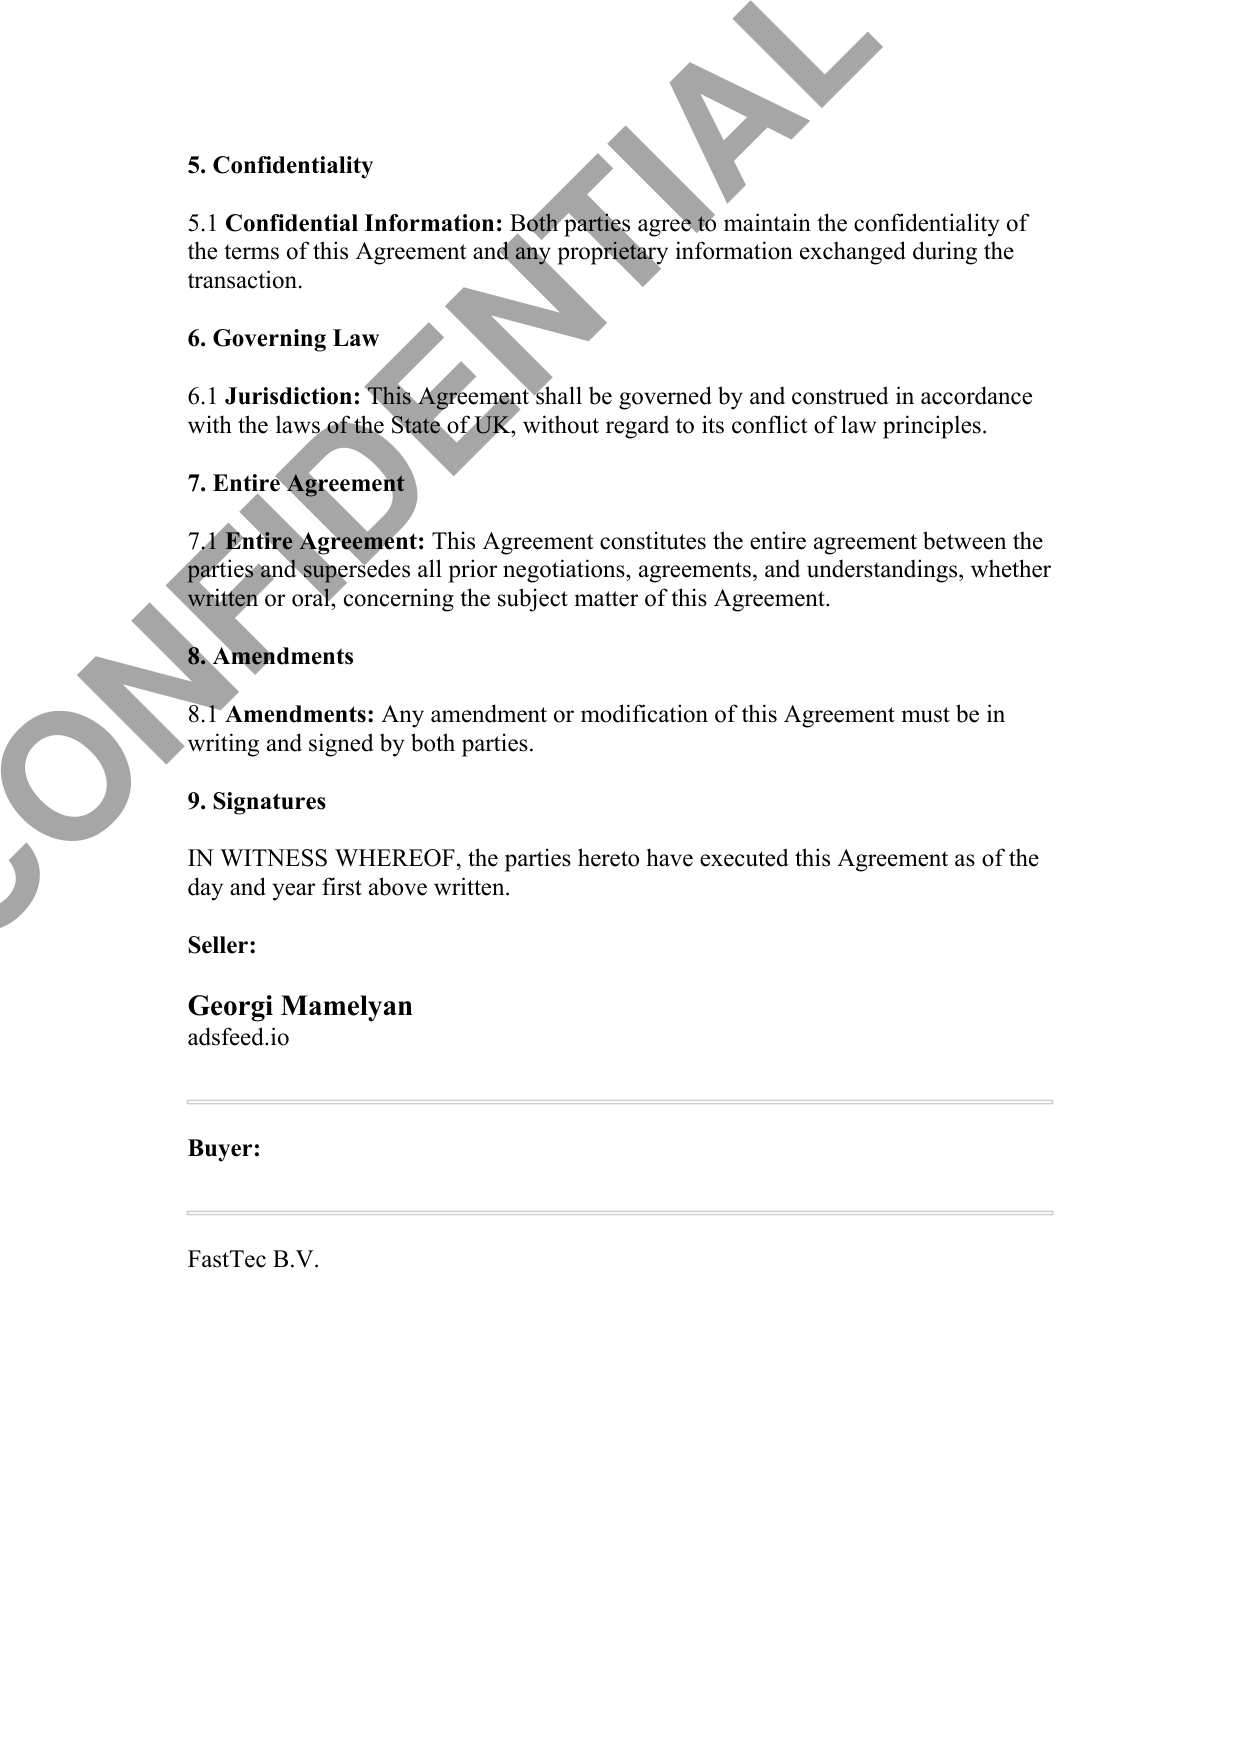 CONFIDENTIAL
5. Confidentiality
5.1 Confidential Information: Both parties agree to maintain the confidentiality of
the terms of this Agreement and any proprietary information exchanged during the
transaction.
6. Governing Law
6.1 Jurisdiction: This Agreement shall be governed by and construed in accordance
with the laws of the State of UK, without regard to its conflict of law principles.
7. Entire Agreement
7.1 Entire Agreement: This Agreement constitutes the entire agreement between the
parties and supersedes all prior negotiations, agreements, and understandings, whether
written or oral, concerning the subject matter of this Agreement.
8. Amendments
8.1 Amendments: Any amendment or modification of this Agreement must be in
writing and signed by both parties.
9. Signatures
IN WITNESS WHEREOF, the parties hereto have executed this Agreement as of the
day and year first above written.
Seller:
Georgi Mamelyan
adsfeed.io
Buyer:
FastTec B.V.